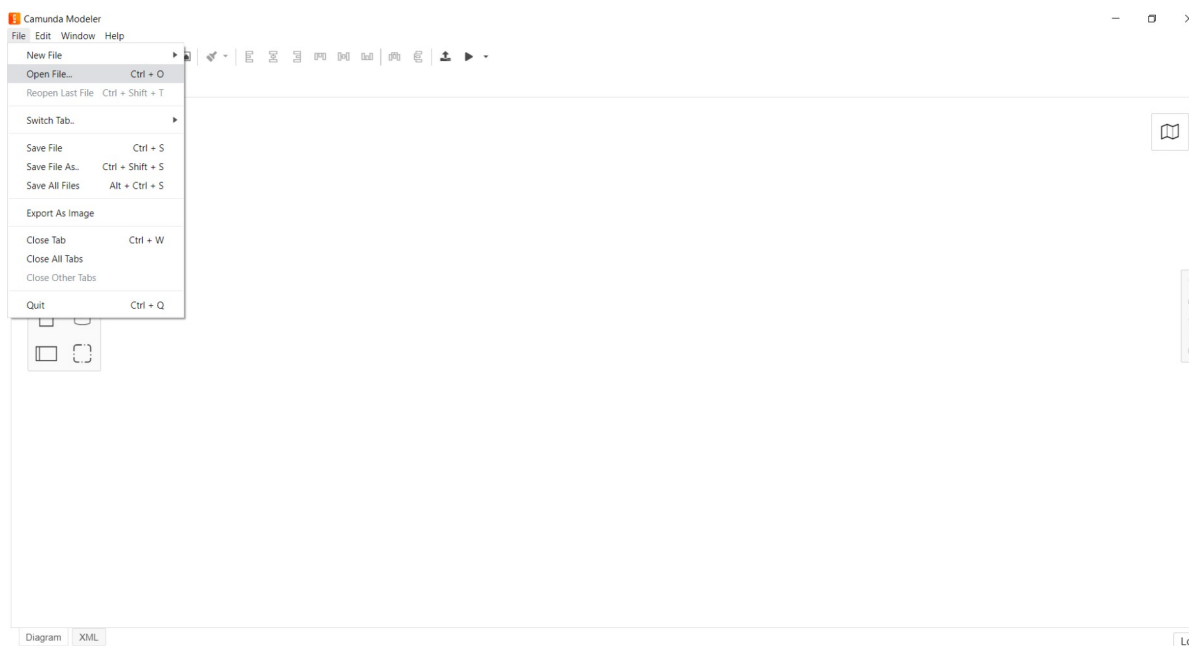 Camunda Modeler
File Edit Window Help
New File
Open File... Ctrl + O
Reopen Last File Ctrl + Shift + T
Switch Tab..
Save File Ctrl + S
Save File As.. Ctrl + Shift + S
Save All Files Alt + Ctrl + S
Export As Image
Close Tab Ctrl + W
Close All Tabs
Close Other Tabs
Quit Ctrl + Q
Diagram XML